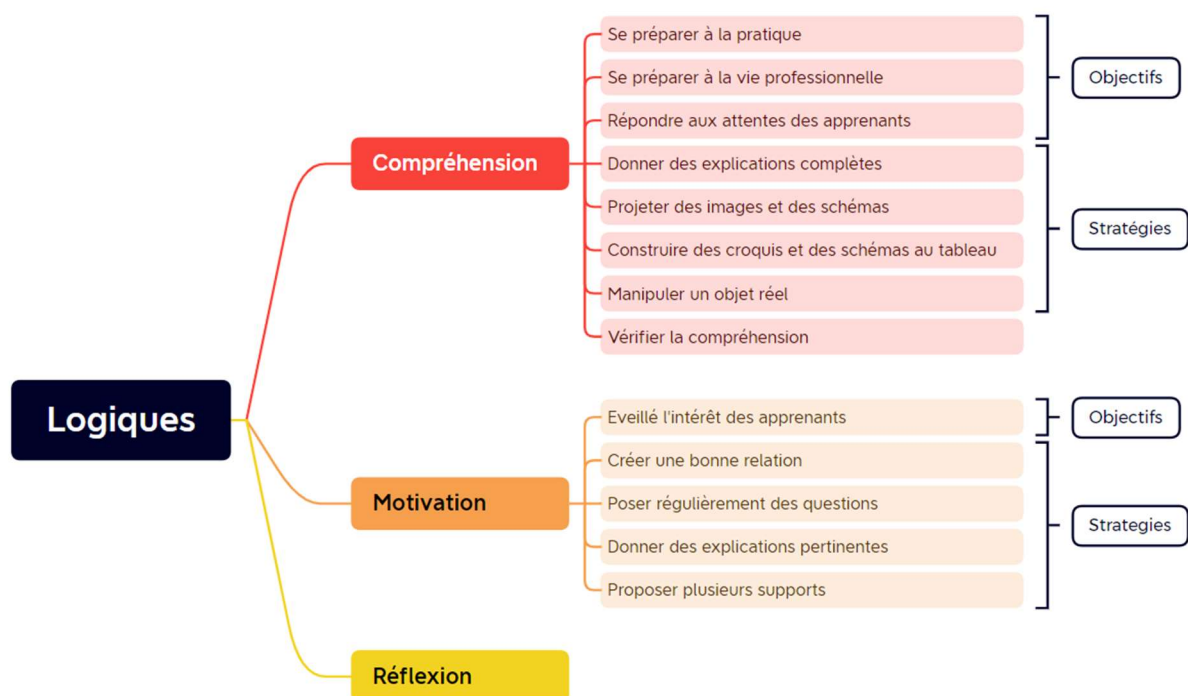 Logiques
Compréhension
Se préparer à la pratique
Se préparer à la vie professionnelle
Répondre aux attentes des apprenants
Objectifs
Donner des explications complètes
Projeter des images et des schémas
Construire des croquis et des schémas au tableau
Manipuler un objet réel
Stratégies
Vérifier la compréhension
Motivation
Eveillé l'intérêt des apprenants
Objectifs
Créer une bonne relation
Poser régulièrement des questions
Donner des explications pertinentes
Proposer plusieurs supports
Strategies
Réflexion